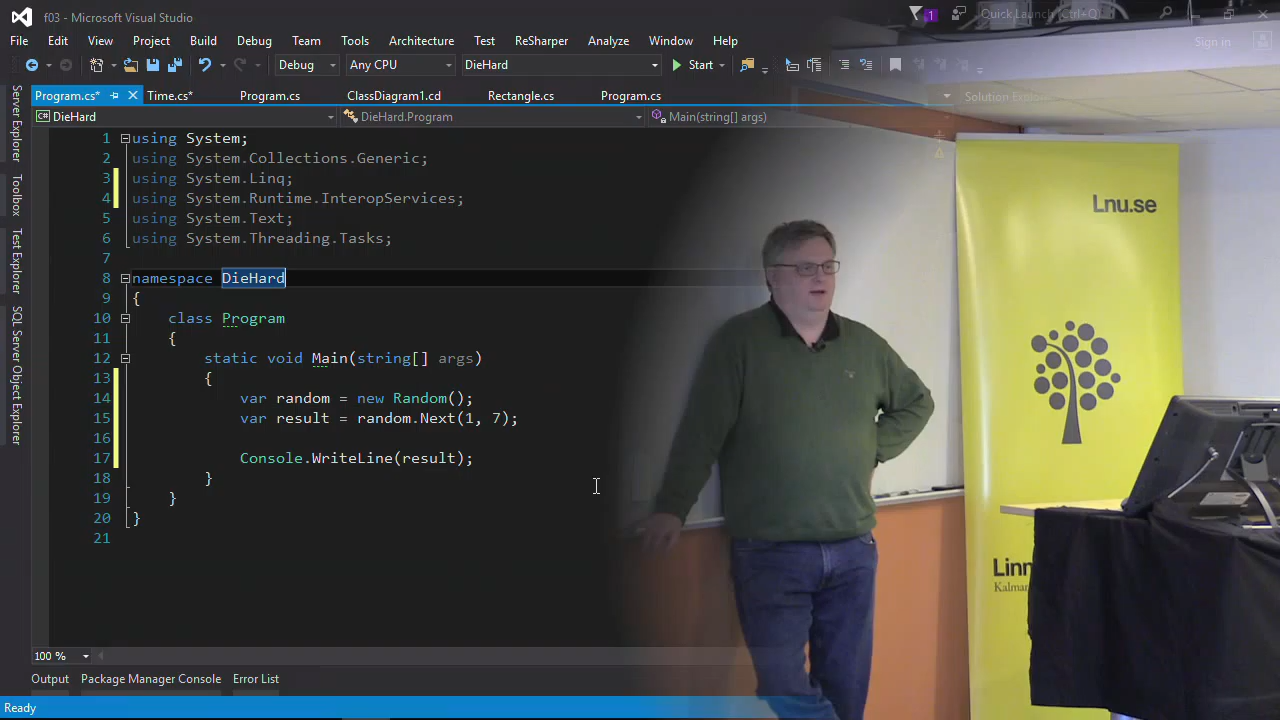 f03 - Microsoft Visual Studio
1
Quick Launch (Ctrl+Q)
File Edit View Project Build Debug Team Tools Architecture Test ReSharper Analyze Window Help
Sign in
Debug Any CPU DieHard Start
Program.cs* Time.cs* Program.cs ClassDiagram1.cd Rectangle.cs Program.cs
Solution Explorer
DieHard DieHard.Program Main(string[] args)
Server Explorer
Toolbox
Test Explorer
SQL Server Object Explorer
1 using System;
2 using System.Collections.Generic;
3 using System.Linq;
4 using System.Runtime.InteropServices;
5 using System.Text;
6 using System.Threading.Tasks;
7
8 namespace DieHard
9 {
10 class Program
11 {
12 static void Main(string[] args)
13 {
14 var random = new Random();
15 var result = random.Next(1, 7);
16
17 Console.WriteLine(result);
18 }
19 }
20 }
21
100 %
Output Package Manager Console Error List
Ready
Lnu.se
Linn
Kalma